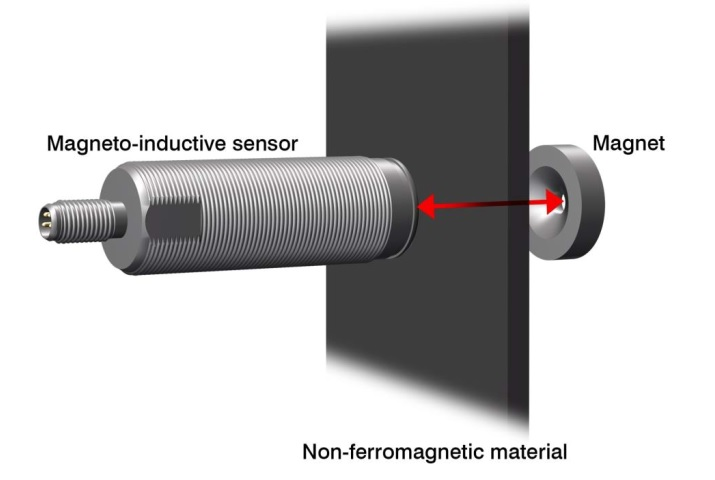 Magneto-inductive sensor
Magnet
Non-ferromagnetic material